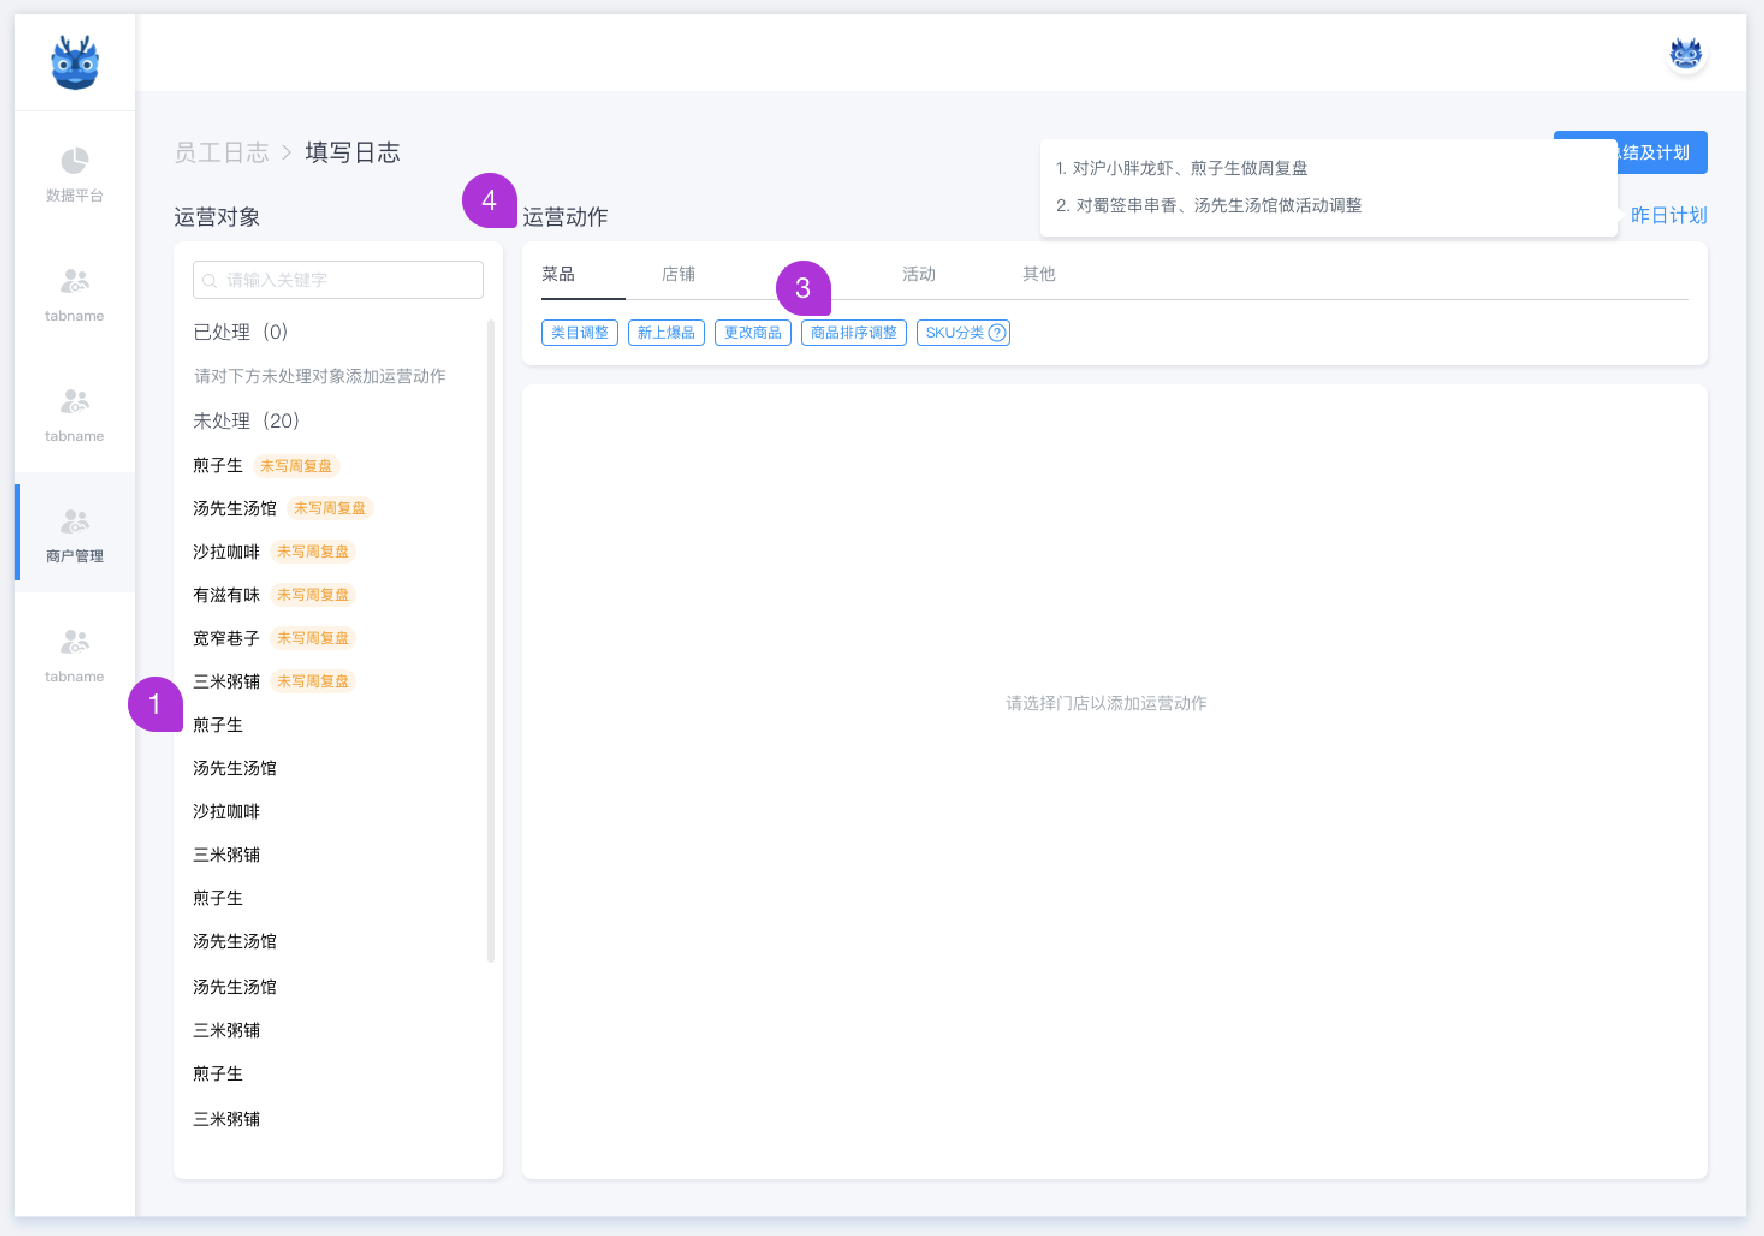 数据平台
tabname
tabname
商户管理
tabname
员工日志 > 填写日志
结及计划
1. 对沪小胖龙虾、煎子生做周复盘
2. 对蜀签串串香、汤先生汤馆做活动调整
昨日计划
运营对象
4
运营动作
请输入关键字
已处理（0）
请对下方未处理对象添加运营动作
未处理（20）
煎子生 未写周复盘
汤先生汤馆 未写周复盘
沙拉咖啡 未写周复盘
有滋有味 未写周复盘
宽窄巷子 未写周复盘
三米粥铺 未写周复盘
1
煎子生
汤先生汤馆
沙拉咖啡
三米粥铺
煎子生
汤先生汤馆
汤先生汤馆
三米粥铺
煎子生
三米粥铺
菜品 店铺 3 活动 其他
类目调整 新上爆品 更改商品 商品排序调整 SKU分类?
请选择门店以添加运营动作